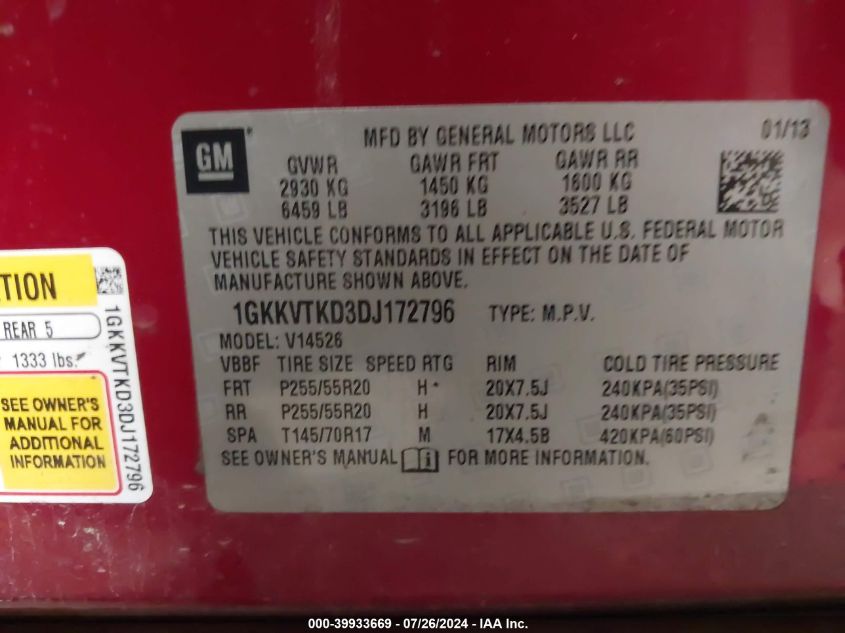 GM
MFD BY GENERAL MOTORS LLC 01/13
GVWR GAWR FRT GAWR RR
2930 KG 1450 KG 1600 KG
6459 LB 3196 LB 3527 LB
THIS VEHICLE CONFORMS TO ALL APPLICABLE U.S. FEDERAL MOTOR
VEHICLE SAFETY STANDARDS IN EFFECT ON THE DATE OF
MANUFACTURE SHOWN ABOVE.
1GKKVTKD3DJ172796 TYPE: M.P.V.
MODEL: V14526
VBBF TIRE SIZE SPEED RTG RIM COLD TIRE PRESSURE
FRT P255/55R20 H 20X7.5J 240KPA(35PSI)
RR P255/55R20 H 20X7.5J 240KPA(35PSI)
SPA T145/70R17 M 17X4.5B 420KPA(60PSI)
SEE OWNER'S MANUAL FOR MORE INFORMATION.
TION
REAR 5
1333 lbs.
SEE OWNER'S
MANUAL FOR
ADDITIONAL
INFORMATION
1GKKVTKD3DJ172796
000-39933669 - 07/26/2024 - IAA Inc.